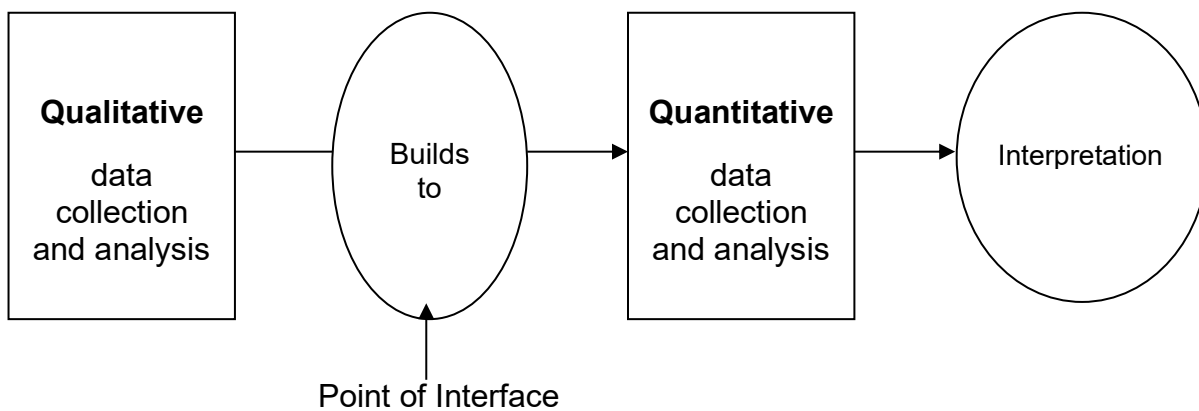 Qualitative
data
collection
and analysis
Builds
to
Quantitative
data
collection
and analysis
Interpretation
Point of Interface